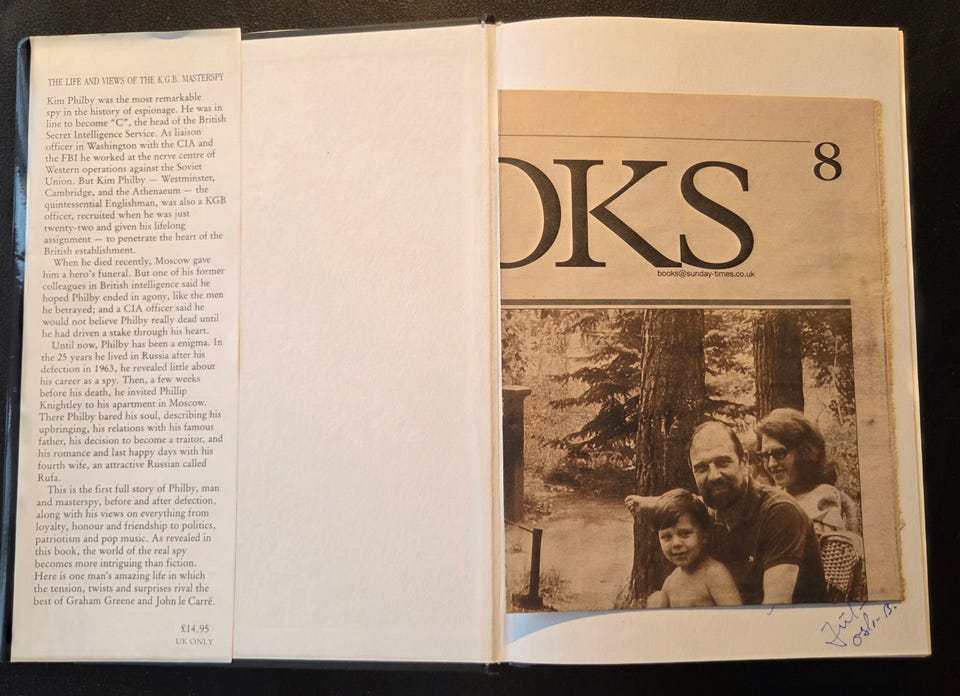 THE LIFE AND VIEWS OF THE K.G.B. MASTERSPY
Kim Philby was the most remarkable
spy in the history of espionage. He was in
line to become "C", the head of the British
Secret Intelligence Service. As liaison
officer in Washington with the CIA and
the FBI he worked at the nerve centre of
Western operations against the Soviet
Union. But Kim Philby — Westminster,
Cambridge, and the Athenaeum — the
quintessential Englishman, was also a KGB
officer, recruited when he was just
twenty-two and given his lifelong
assignment — to penetrate the heart of the
British establishment.
When he died recently, Moscow gave
him a hero's funeral. But one of his former
colleagues in British intelligence said he
hoped Philby ended in agony, like the men
he betrayed; and a CIA officer said he
would not believe Philby really dead until
he had driven a stake through his heart.
Until now, Philby has been an enigma. In
the 25 years he lived in Russia after his
defection in 1963, he revealed little about
his career as a spy. Then, a few weeks
before his death, he invited Phillip
Knightley to his apartment in Moscow.
There Philby bared his soul, describing his
upbringing, his relations with his famous
father, his decision to become a traitor, and
his romance and last happy days with his
fourth wife, an attractive Russian called
Rufa.
This is the first full story of Philby, man
and masterspy, before and after defection,
along with his views on everything from
loyalty, honour and friendship to politics,
patriotism and pop music. As revealed in
this book, the world of the real spy
becomes more intriguing than fiction.
Here is one man's amazing life in which
the tension, twists and surprises rival the
best of Graham Greene and John le Carré.
£14.95
UK ONLY
8
OKS
books@sunday-times.co.uk